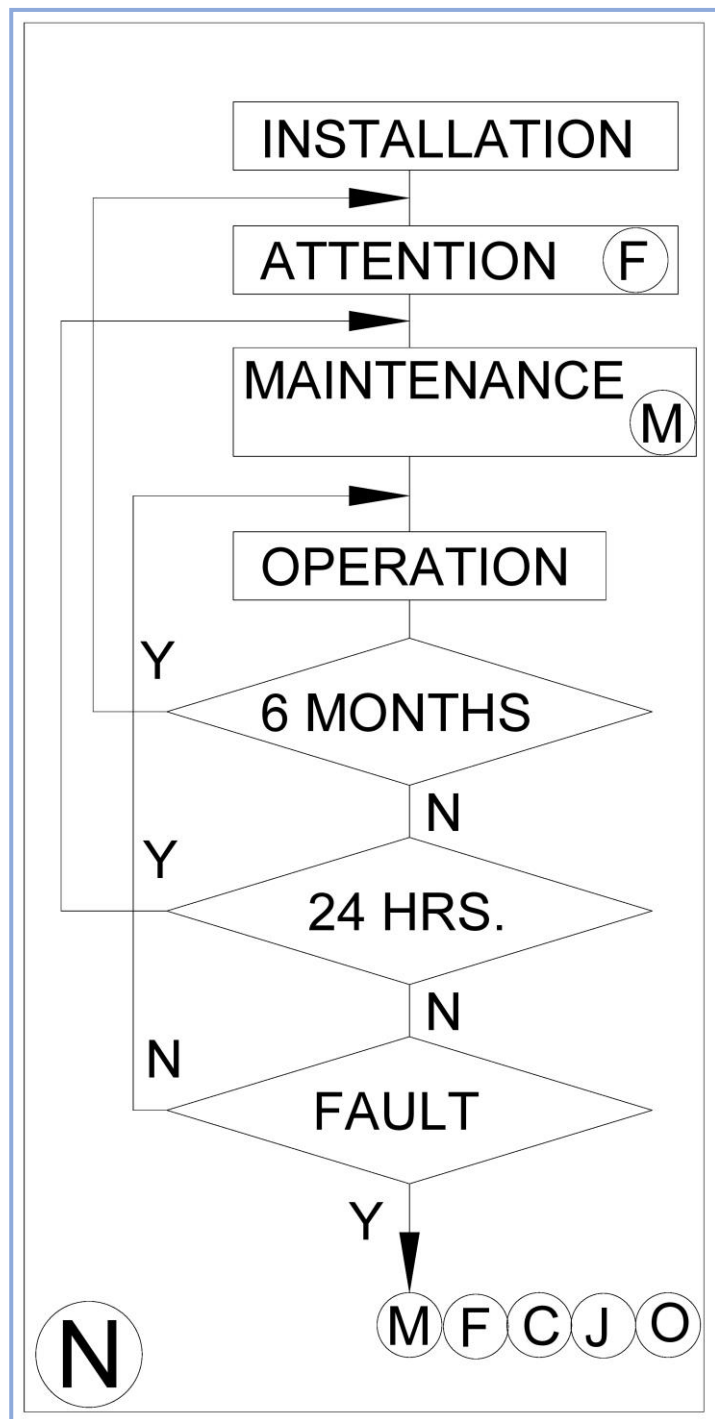 INSTALLATION
ATTENTION F
MAINTENANCE
M
OPERATION
Y
6 MONTHS
N
Y
24 HRS.
N
N
FAULT
Y
M F C J O
N